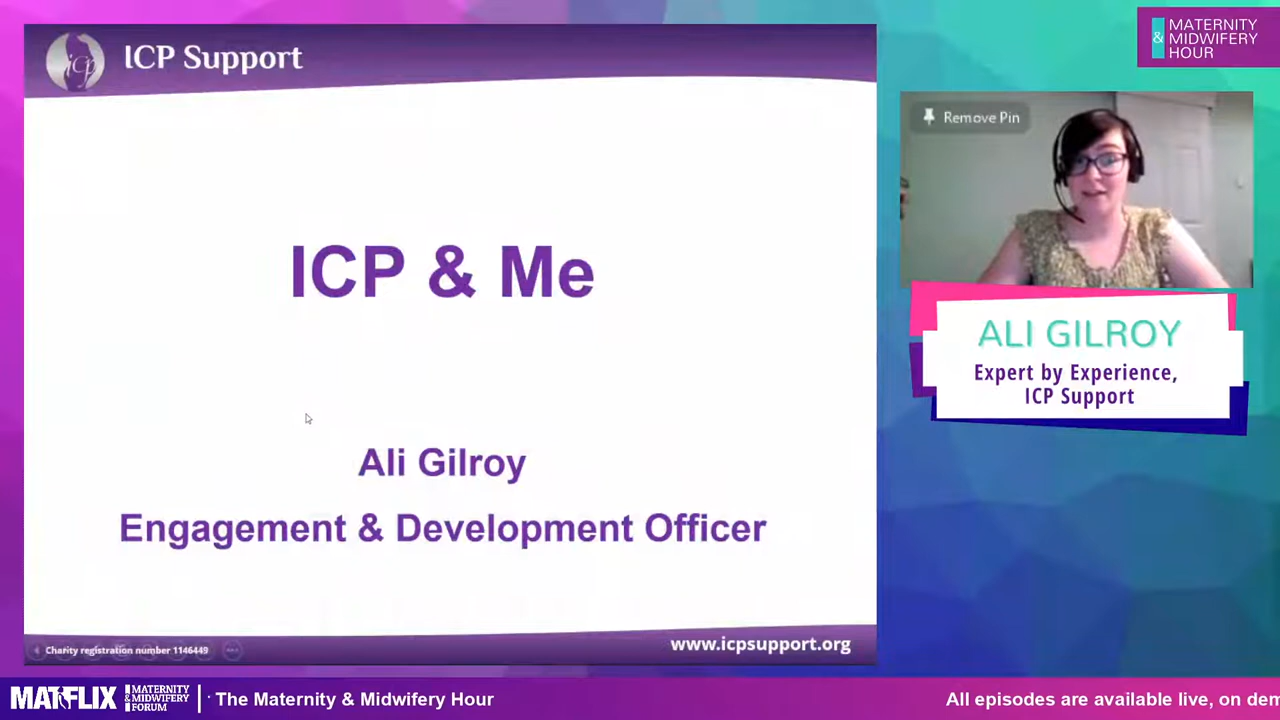 icp
ICP Support
ICP & Me
Ali Gilroy
Engagement & Development Officer
Charity registration number 1146449
www.icpsupport.org
MATERNITY
& MIDWIFERY
HOUR
Remove Pin
ALI GILROY
Expert by Experience,
ICP Support
MATFLIX
MATERNITY
& MIDWIFERY
FORUM
The Maternity & Midwifery Hour
All episodes are available live, on dem